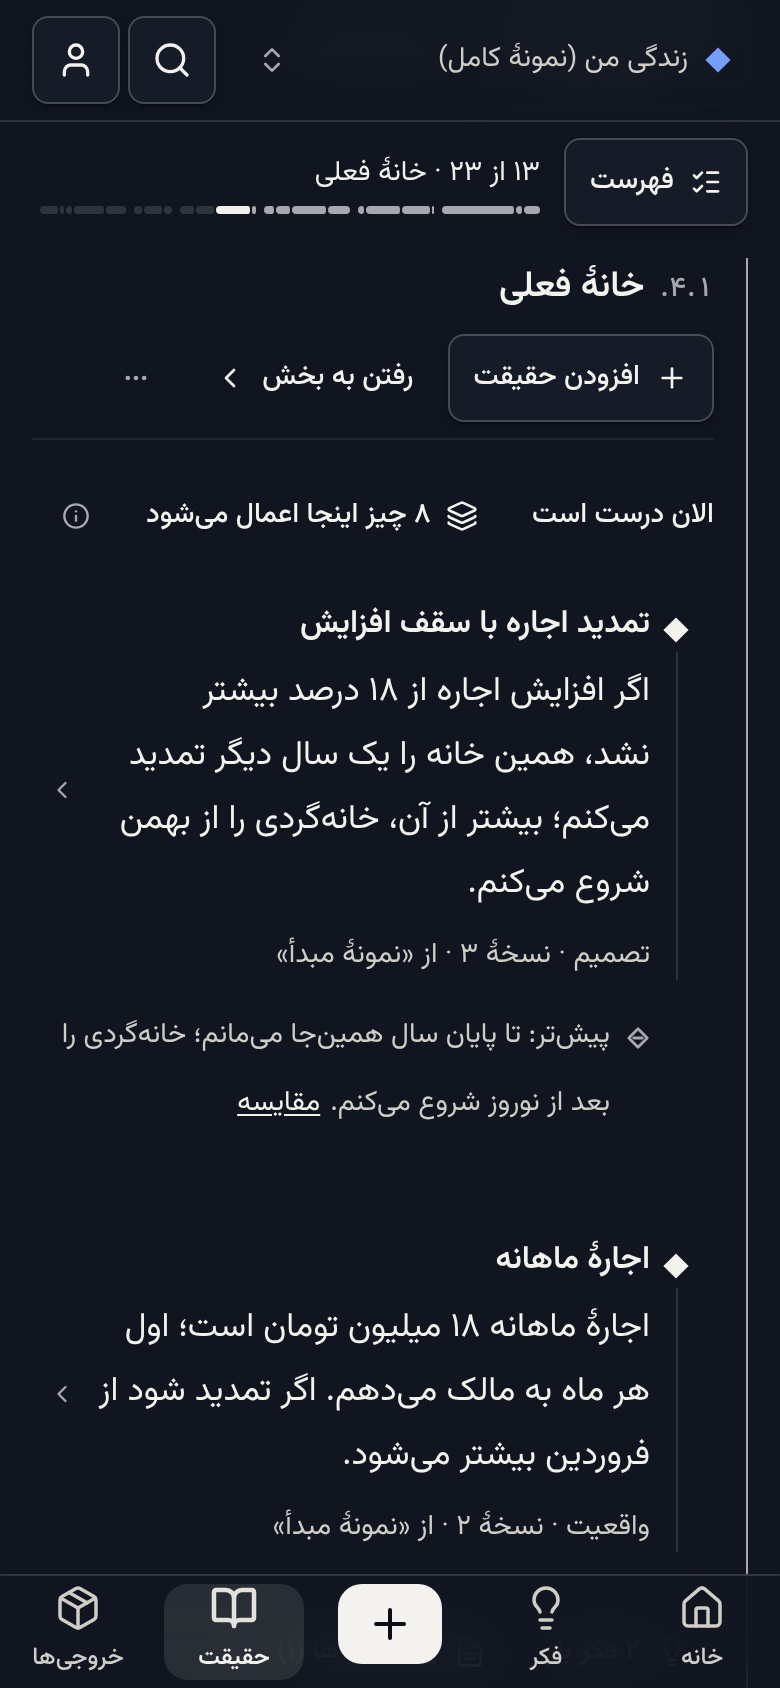 زندگی من (نمونهٔ کامل)
فهرست
۱۳ از ۲۳ · خانهٔ فعلی
۴.۱. خانهٔ فعلی
افزودن حقیقت
رفتن به بخش
الان درست است
۸ چیز اینجا اعمال می‌شود
تمدید اجاره با سقف افزایش
اگر افزایش اجاره از ۱۸ درصد بیشتر
نشد، همین خانه را یک سال دیگر تمدید
می‌کنم؛ بیشتر از آن، خانه‌گردی را از بهمن
شروع می‌کنم.
تصمیم · نسخهٔ ۳ · از «نمونهٔ مبدأ»
پیش‌تر: تا پایان سال همین‌جا می‌مانم؛ خانه‌گردی را
بعد از نوروز شروع می‌کنم. مقایسه
اجارهٔ ماهانه
اجارهٔ ماهانه ۱۸ میلیون تومان است؛ اول
هر ماه به مالک می‌دهم. اگر تمدید شود از
فروردین بیشتر می‌شود.
واقعیت · نسخهٔ ۲ · از «نمونهٔ مبدأ»
خانه
فکر
حقیقت
خروجی‌ها